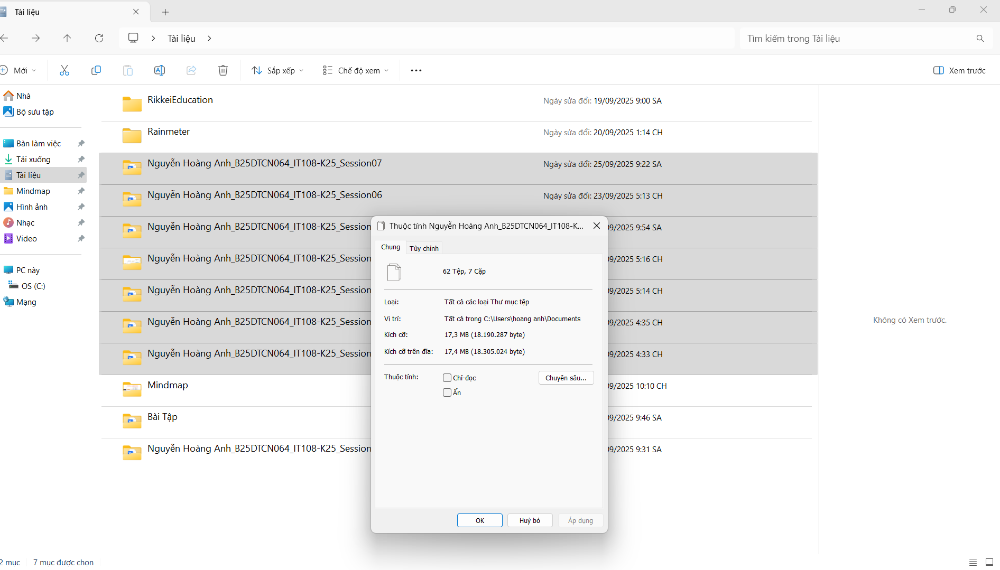 Tài liệu
Tài liệu
Tìm kiếm trong Tài liệu
Mới
Sắp xếp
Chế độ xem
Xem trước
Nhà
Bộ sưu tập
Bàn làm việc
Tải xuống
Tài liệu
Mindmap
Hình ảnh
Nhạc
Video
PC này
OS (C:)
Mạng
RikkeiEducation
Ngày sửa đổi: 19/09/2025 9:00 SA
Rainmeter
Ngày sửa đổi: 20/09/2025 1:14 CH
Nguyễn Hoàng Anh_B25DTCN064_IT108-K25_Session07
Ngày sửa đổi: 25/09/2025 9:22 SA
Nguyễn Hoàng Anh_B25DTCN064_IT108-K25_Session06
Ngày sửa đổi: 23/09/2025 5:13 CH
Nguyễn Hoàng Anh_B25DTCN064_IT108-K25_Session
09/2025 9:54 SA
Nguyễn Hoàng Anh_B25DTCN064_IT108-K25_Session
09/2025 5:16 CH
Nguyễn Hoàng Anh_B25DTCN064_IT108-K25_Session
09/2025 5:14 CH
Nguyễn Hoàng Anh_B25DTCN064_IT108-K25_Session
09/2025 4:35 CH
Nguyễn Hoàng Anh_B25DTCN064_IT108-K25_Session
09/2025 4:33 CH
Mindmap
09/2025 10:10 CH
Bài Tập
09/2025 9:46 SA
Nguyễn Hoàng Anh_B25DTCN064_IT108-K25_Session
09/2025 9:31 SA
Thuộc tính Nguyễn Hoàng Anh_B25DTCN064_IT108-K...
Chung
Tùy chỉnh
62 Tệp, 7 Cặp
Loại:
Tất cả các loại Thư mục tệp
Vị trí:
Tất cả trong C:\Users\hoang anh\Documents
Kích cỡ:
17,3 MB (18.190.287 byte)
Kích cỡ trên đĩa:
17,4 MB (18.305.024 byte)
Thuộc tính:
Chỉ-đọc
Chuyên sâu...
Ẩn
OK
Huỷ bỏ
Áp dụng
Không có Xem trước.
2 mục
7 mục được chọn